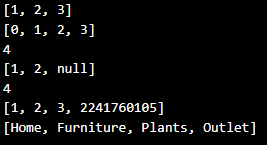 [1, 2, 3]
[0, 1, 2, 3]
4
[1, 2, null]
4
[1, 2, 3, 2241760105]
[Home, Furniture, Plants, Outlet]